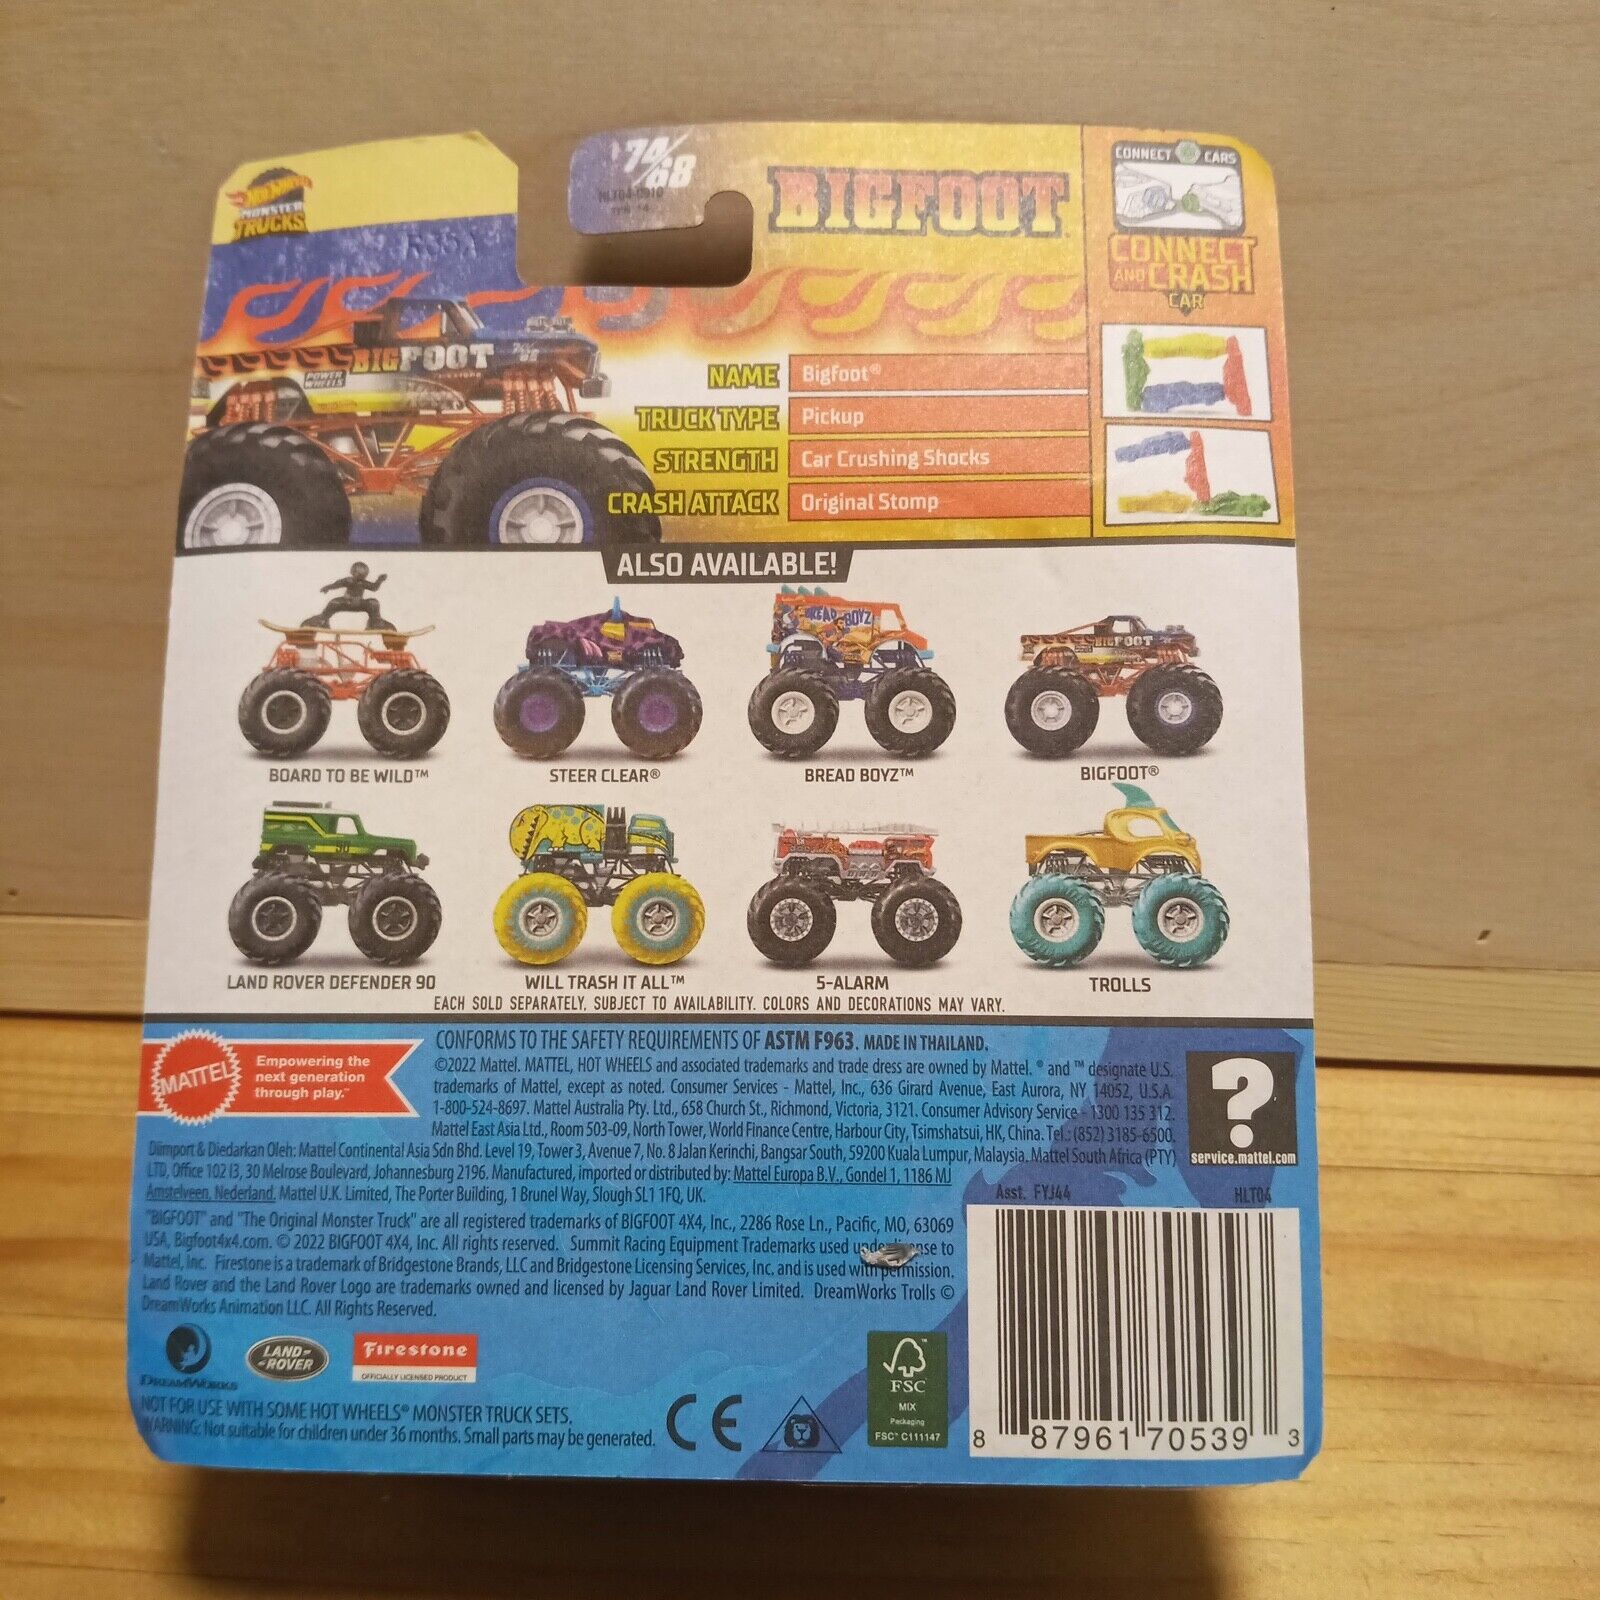 HOT WHEELS
MONSTER
TRUCKS
74/68
HLT04-0910
BIGFOOT
CONNECT CARS
CONNECT
AND CRASH
CAR
BIGFOOT
POWER
WHEELS
NAME Bigfoot®
TRUCK TYPE Pickup
STRENGTH Car Crushing Shocks
CRASH ATTACK Original Stomp
ALSO AVAILABLE!
BREAD BOYZ
BIGFOOT
BOARD TO BE WILD™ STEER CLEAR® BREAD BOYZ™ BIGFOOT®
LAND ROVER DEFENDER 90 WILL TRASH IT ALL™ 5-ALARM TROLLS
EACH SOLD SEPARATELY, SUBJECT TO AVAILABILITY. COLORS AND DECORATIONS MAY VARY.
MATTEL
Empowering the
next generation
through play.™
CONFORMS TO THE SAFETY REQUIREMENTS OF ASTM F963. MADE IN THAILAND.
©2022 Mattel. MATTEL, HOT WHEELS and associated trademarks and trade dress are owned by Mattel. ® and ™ designate U.S.
trademarks of Mattel, except as noted. Consumer Services - Mattel, Inc., 636 Girard Avenue, East Aurora, NY 14052, U.S.A.
1-800-524-8697. Mattel Australia Pty. Ltd., 658 Church St., Richmond, Victoria, 3121. Consumer Advisory Service - 1300 135 312.
Mattel East Asia Ltd., Room 503-09, North Tower, World Finance Centre, Harbour City, Tsimshatsui, HK, China. Tel.: (852) 3185-6500.
Diimport & Diedarkan Oleh: Mattel Continental Asia Sdn Bhd. Level 19, Tower 3, Avenue 7, No. 8 Jalan Kerinchi, Bangsar South, 59200 Kuala Lumpur, Malaysia. Mattel South Africa (PTY)
LTD, Office 102 I3, 30 Melrose Boulevard, Johannesburg 2196. Manufactured, imported or distributed by: Mattel Europa B.V., Gondel 1, 1186 MJ
Amstelveen, Nederland. Mattel U.K. Limited, The Porter Building, 1 Brunel Way, Slough SL1 1FQ, UK.
?
service.mattel.com
"BIGFOOT" and "The Original Monster Truck" are all registered trademarks of BIGFOOT 4X4, Inc., 2286 Rose Ln., Pacific, MO, 63069
USA, Bigfoot4x4.com. © 2022 BIGFOOT 4X4, Inc. All rights reserved. Summit Racing Equipment Trademarks used to
Mattel, Inc. Firestone is a trademark of Bridgestone Brands, LLC and Bridgestone Licensing Services, Inc. and is used with permission.
Land Rover and the Land Rover Logo are trademarks owned and licensed by Jaguar Land Rover Limited. DreamWorks Trolls ©
DreamWorks Animation LLC. All Rights Reserved.
Asst. FYJ44 HLT04
DREAMWORKS
LAND-
-ROVER
Firestone
OFFICIALLY LICENSED PRODUCT
NOT FOR USE WITH SOME HOT WHEELS® MONSTER TRUCK SETS.
WARNING: Not suitable for children under 36 months. Small parts may be generated.
CE
FSC™
MIX
Packaging
FSC™ C111147
8 87961 70539 3